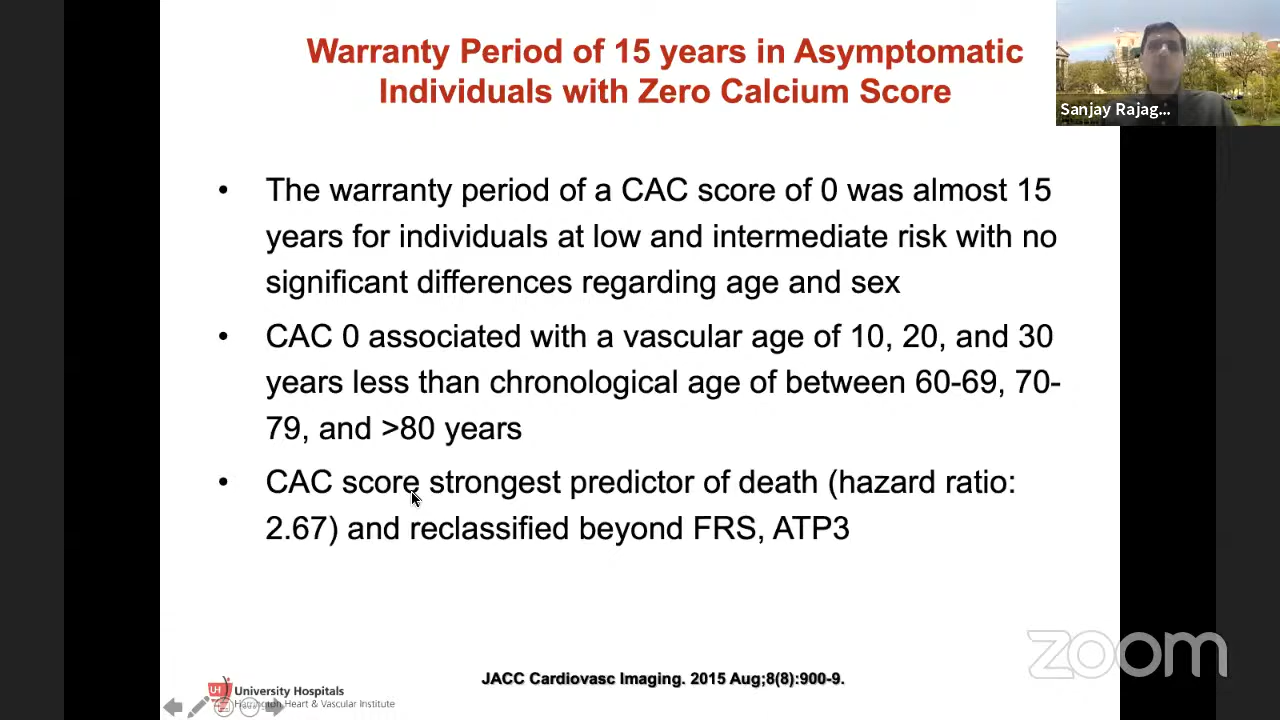 Warranty Period of 15 years in Asymptomatic
Individuals with Zero Calcium Score
Sanjay Rajag...
• The warranty period of a CAC score of 0 was almost 15
years for individuals at low and intermediate risk with no
significant differences regarding age and sex
• CAC 0 associated with a vascular age of 10, 20, and 30
years less than chronological age of between 60-69, 70-
79, and >80 years
• CAC score strongest predictor of death (hazard ratio:
2.67) and reclassified beyond FRS, ATP3
zoom
JACC Cardiovasc Imaging. 2015 Aug;8(8):900-9.
UH University Hospitals
Harrington Heart & Vascular Institute